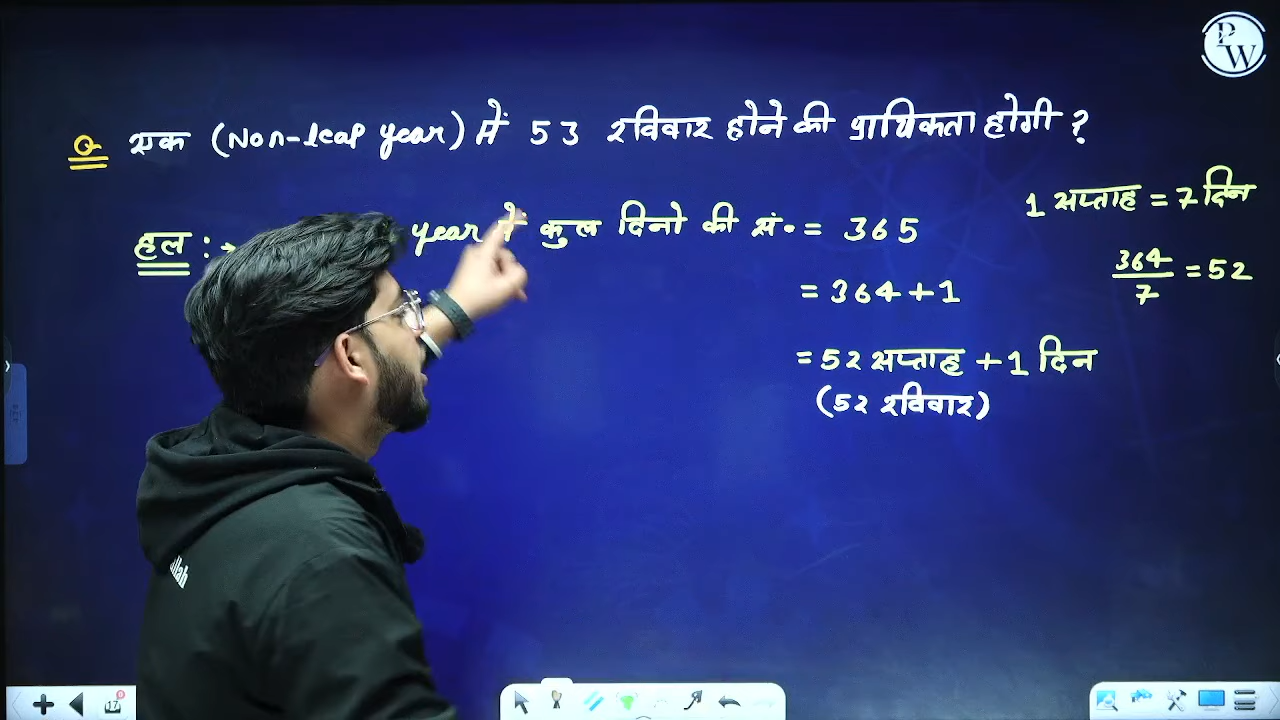 PW
Q एक (Non-leap year) में 53 रविवार होने की प्रायिकता होगी ?
हल :→ year में कुल दिनो की सं॰ = 365
= 364 + 1
= 52 सप्ताह + 1 दिन
(52 रविवार)
1 सप्ताह = 7 दिन
364/7 = 52
17